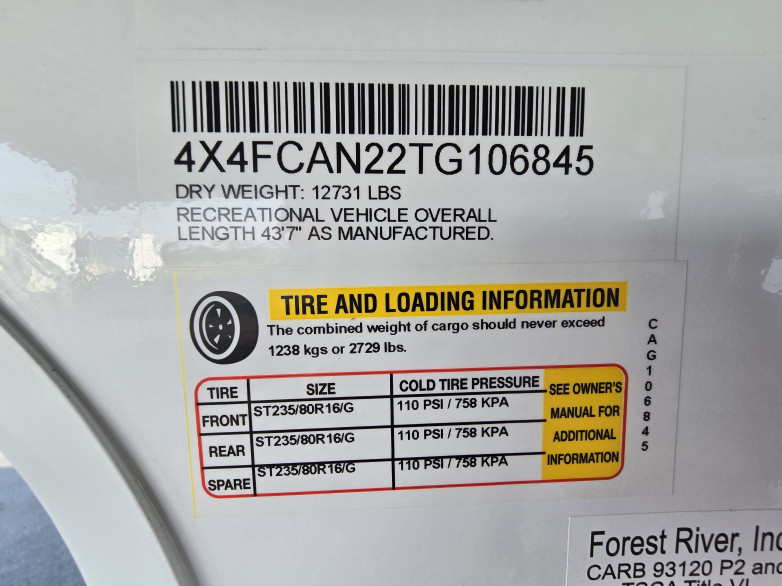 4X4FCAN22TG106845
DRY WEIGHT: 12731 LBS
RECREATIONAL VEHICLE OVERALL
LENGTH 43'7" AS MANUFACTURED.
TIRE AND LOADING INFORMATION
The combined weight of cargo should never exceed
1238 kgs or 2729 lbs.
TIRE SIZE COLD TIRE PRESSURE
FRONT ST235/80R16/G 110 PSI / 758 KPA
REAR ST235/80R16/G 110 PSI / 758 KPA
SPARE ST235/80R16/G 110 PSI / 758 KPA
SEE OWNER'S
MANUAL FOR
ADDITIONAL
INFORMATION
CAG106845
Forest River, Inc
CARB 93120 P2 and
TSCA Title VI